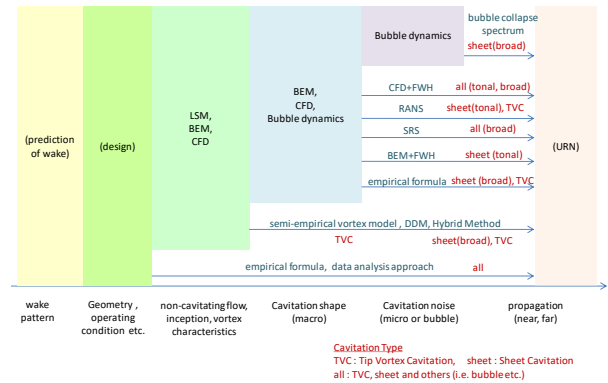 bubble collapse
spectrum
Bubble dynamics
sheet(broad)
BEM,
CFD,
Bubble dynamics
CFD+FWH all (tonal, broad)
LSM,
BEM,
CFD
RANS sheet(tonal), TVC
SRS all (broad)
(prediction
of wake)
(design)
(URN)
BEM+FWH sheet (tonal)
empirical formula sheet (broad), TVC
semi-empirical vortex model , DDM, Hybrid Method
TVC sheet(broad), TVC
empirical formula, data analysis approach all
wake
pattern
Geometry ,
operating
condition etc.
non-cavitating flow,
inception, vortex
characteristics
Cavitation shape
(macro)
Cavitation noise
(micro or bubble)
propagation
(near, far)
Cavitation Type
TVC : Tip Vortex Cavitation, sheet : Sheet Cavitation
all : TVC, sheet and others (i.e. bubble etc.)